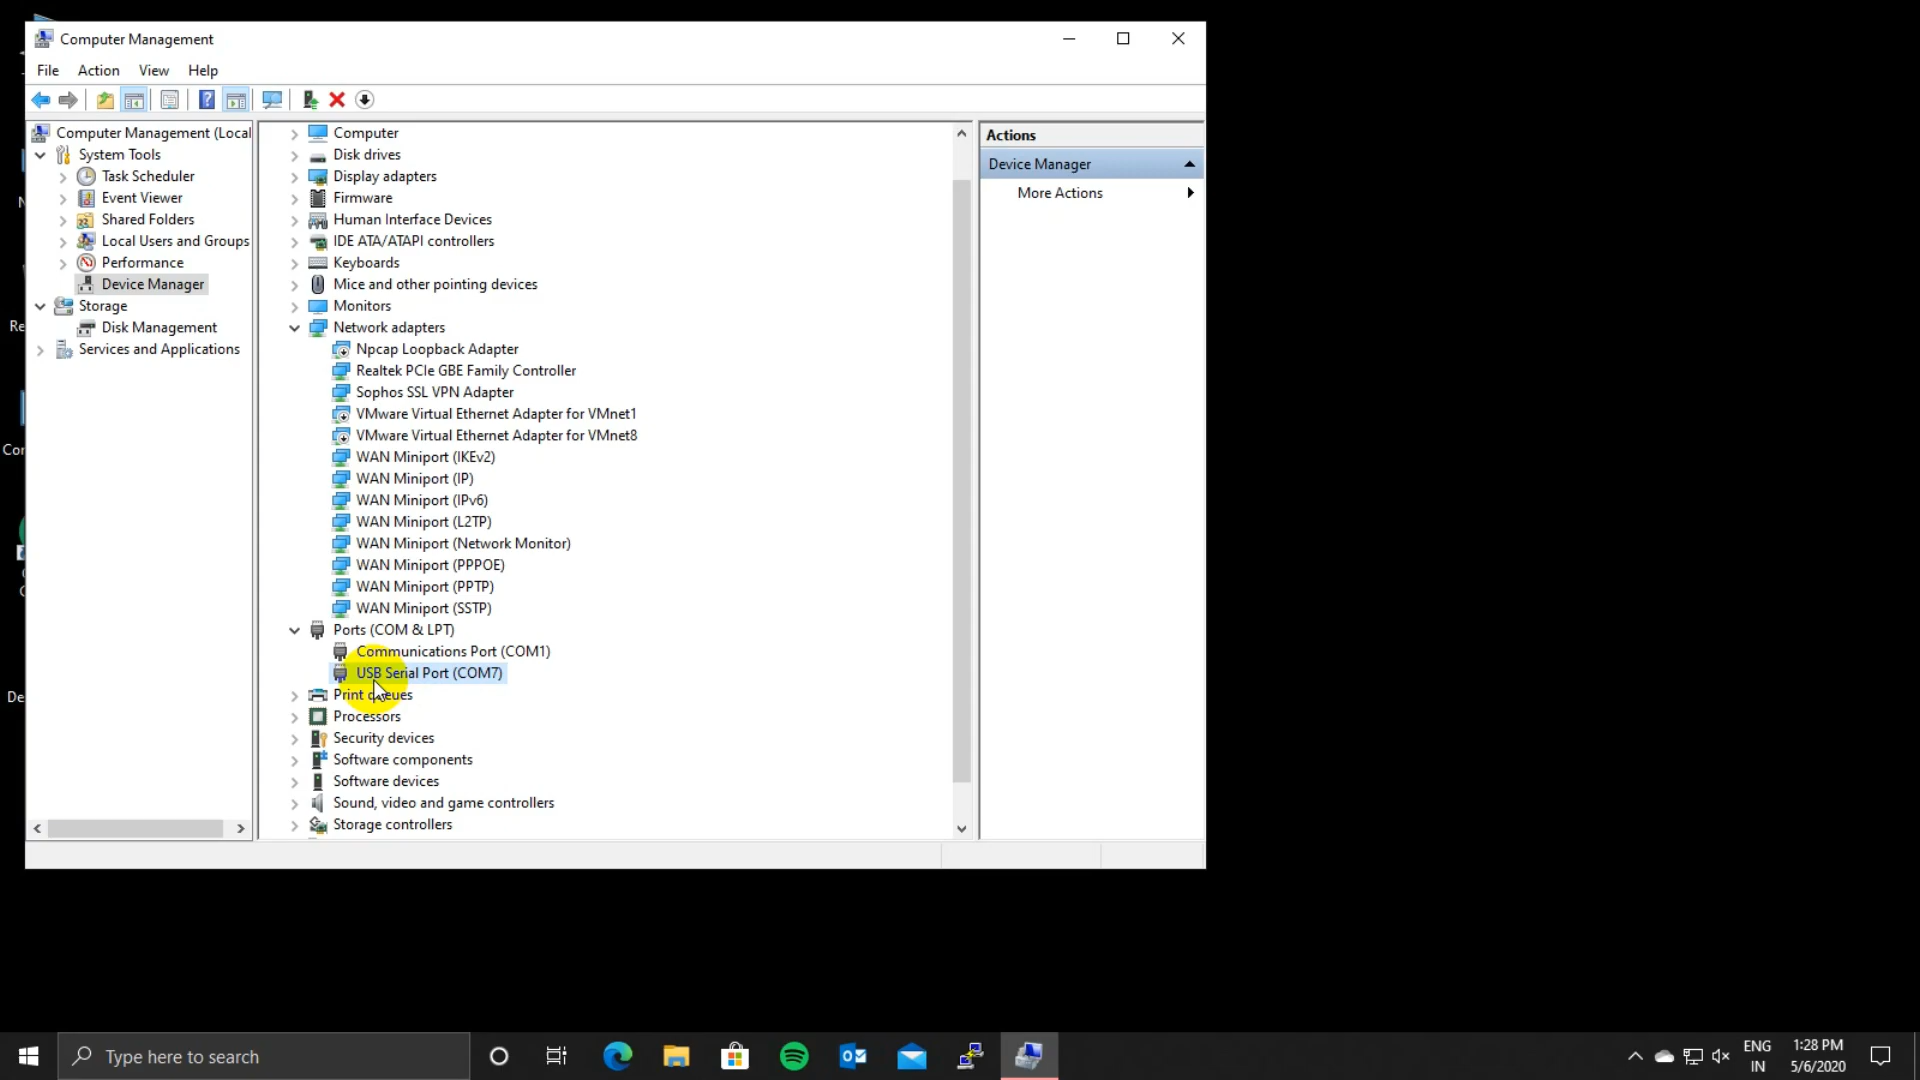 Computer Management
File Action View Help
Computer Management (Local
System Tools
Task Scheduler
Event Viewer
Shared Folders
Local Users and Groups
Performance
Device Manager
Storage
Disk Management
Services and Applications
Computer
Disk drives
Display adapters
Firmware
Human Interface Devices
IDE ATA/ATAPI controllers
Keyboards
Mice and other pointing devices
Monitors
Network adapters
Npcap Loopback Adapter
Realtek PCIe GBE Family Controller
Sophos SSL VPN Adapter
VMware Virtual Ethernet Adapter for VMnet1
VMware Virtual Ethernet Adapter for VMnet8
WAN Miniport (IKEv2)
WAN Miniport (IP)
WAN Miniport (IPv6)
WAN Miniport (L2TP)
WAN Miniport (Network Monitor)
WAN Miniport (PPPOE)
WAN Miniport (PPTP)
WAN Miniport (SSTP)
Ports (COM & LPT)
Communications Port (COM1)
USB Serial Port (COM7)
Print queues
Processors
Security devices
Software components
Software devices
Sound, video and game controllers
Storage controllers
Actions
Device Manager
More Actions
Re
Con
De
Type here to search
ENG
IN
1:28 PM
5/6/2020